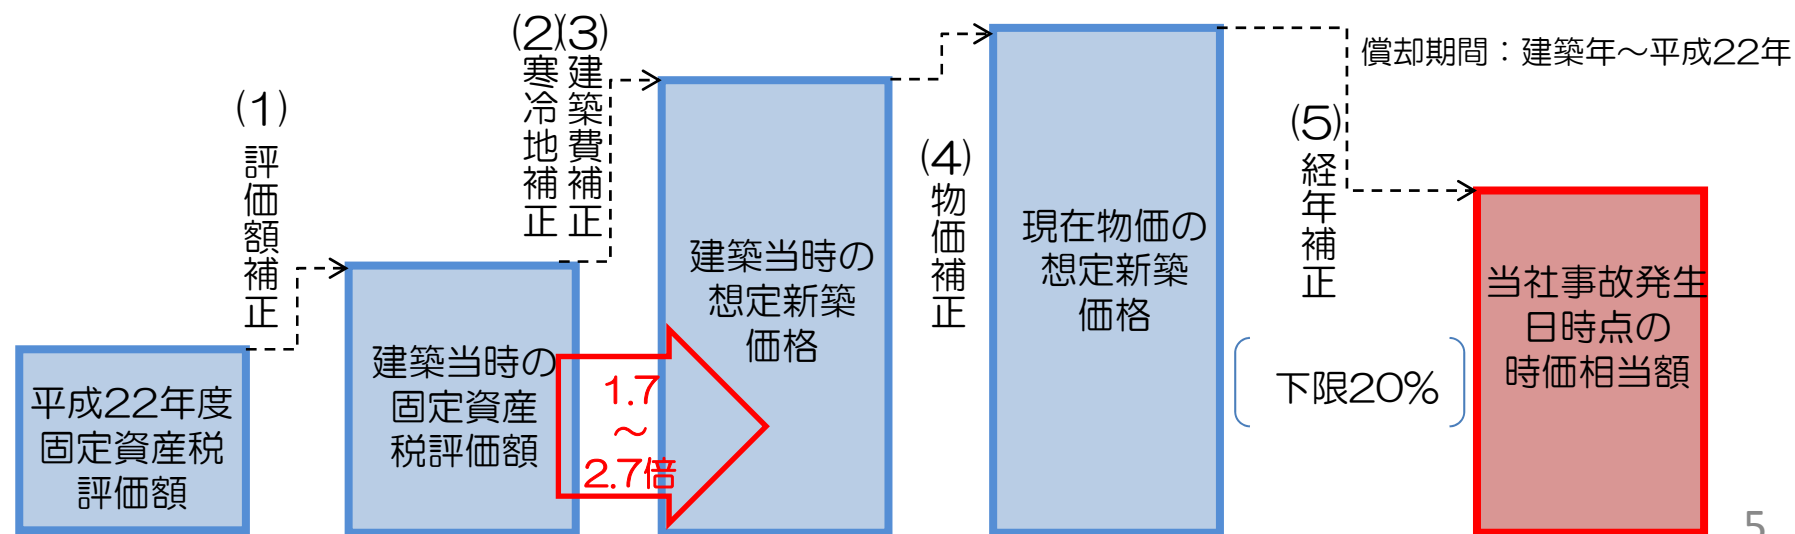 平成22年度
固定資産税
評価額
(1)
評価額補正
建築当時の
固定資産
税評価額
(2)
寒冷地補正
(3)
建築費補正
1.7
～
2.7倍
建築当時の
想定新築
価格
(4)
物価補正
現在物価の
想定新築
価格
償却期間：建築年～平成22年
(5)
経年補正
下限20%
当社事故発生
日時点の
時価相当額
5